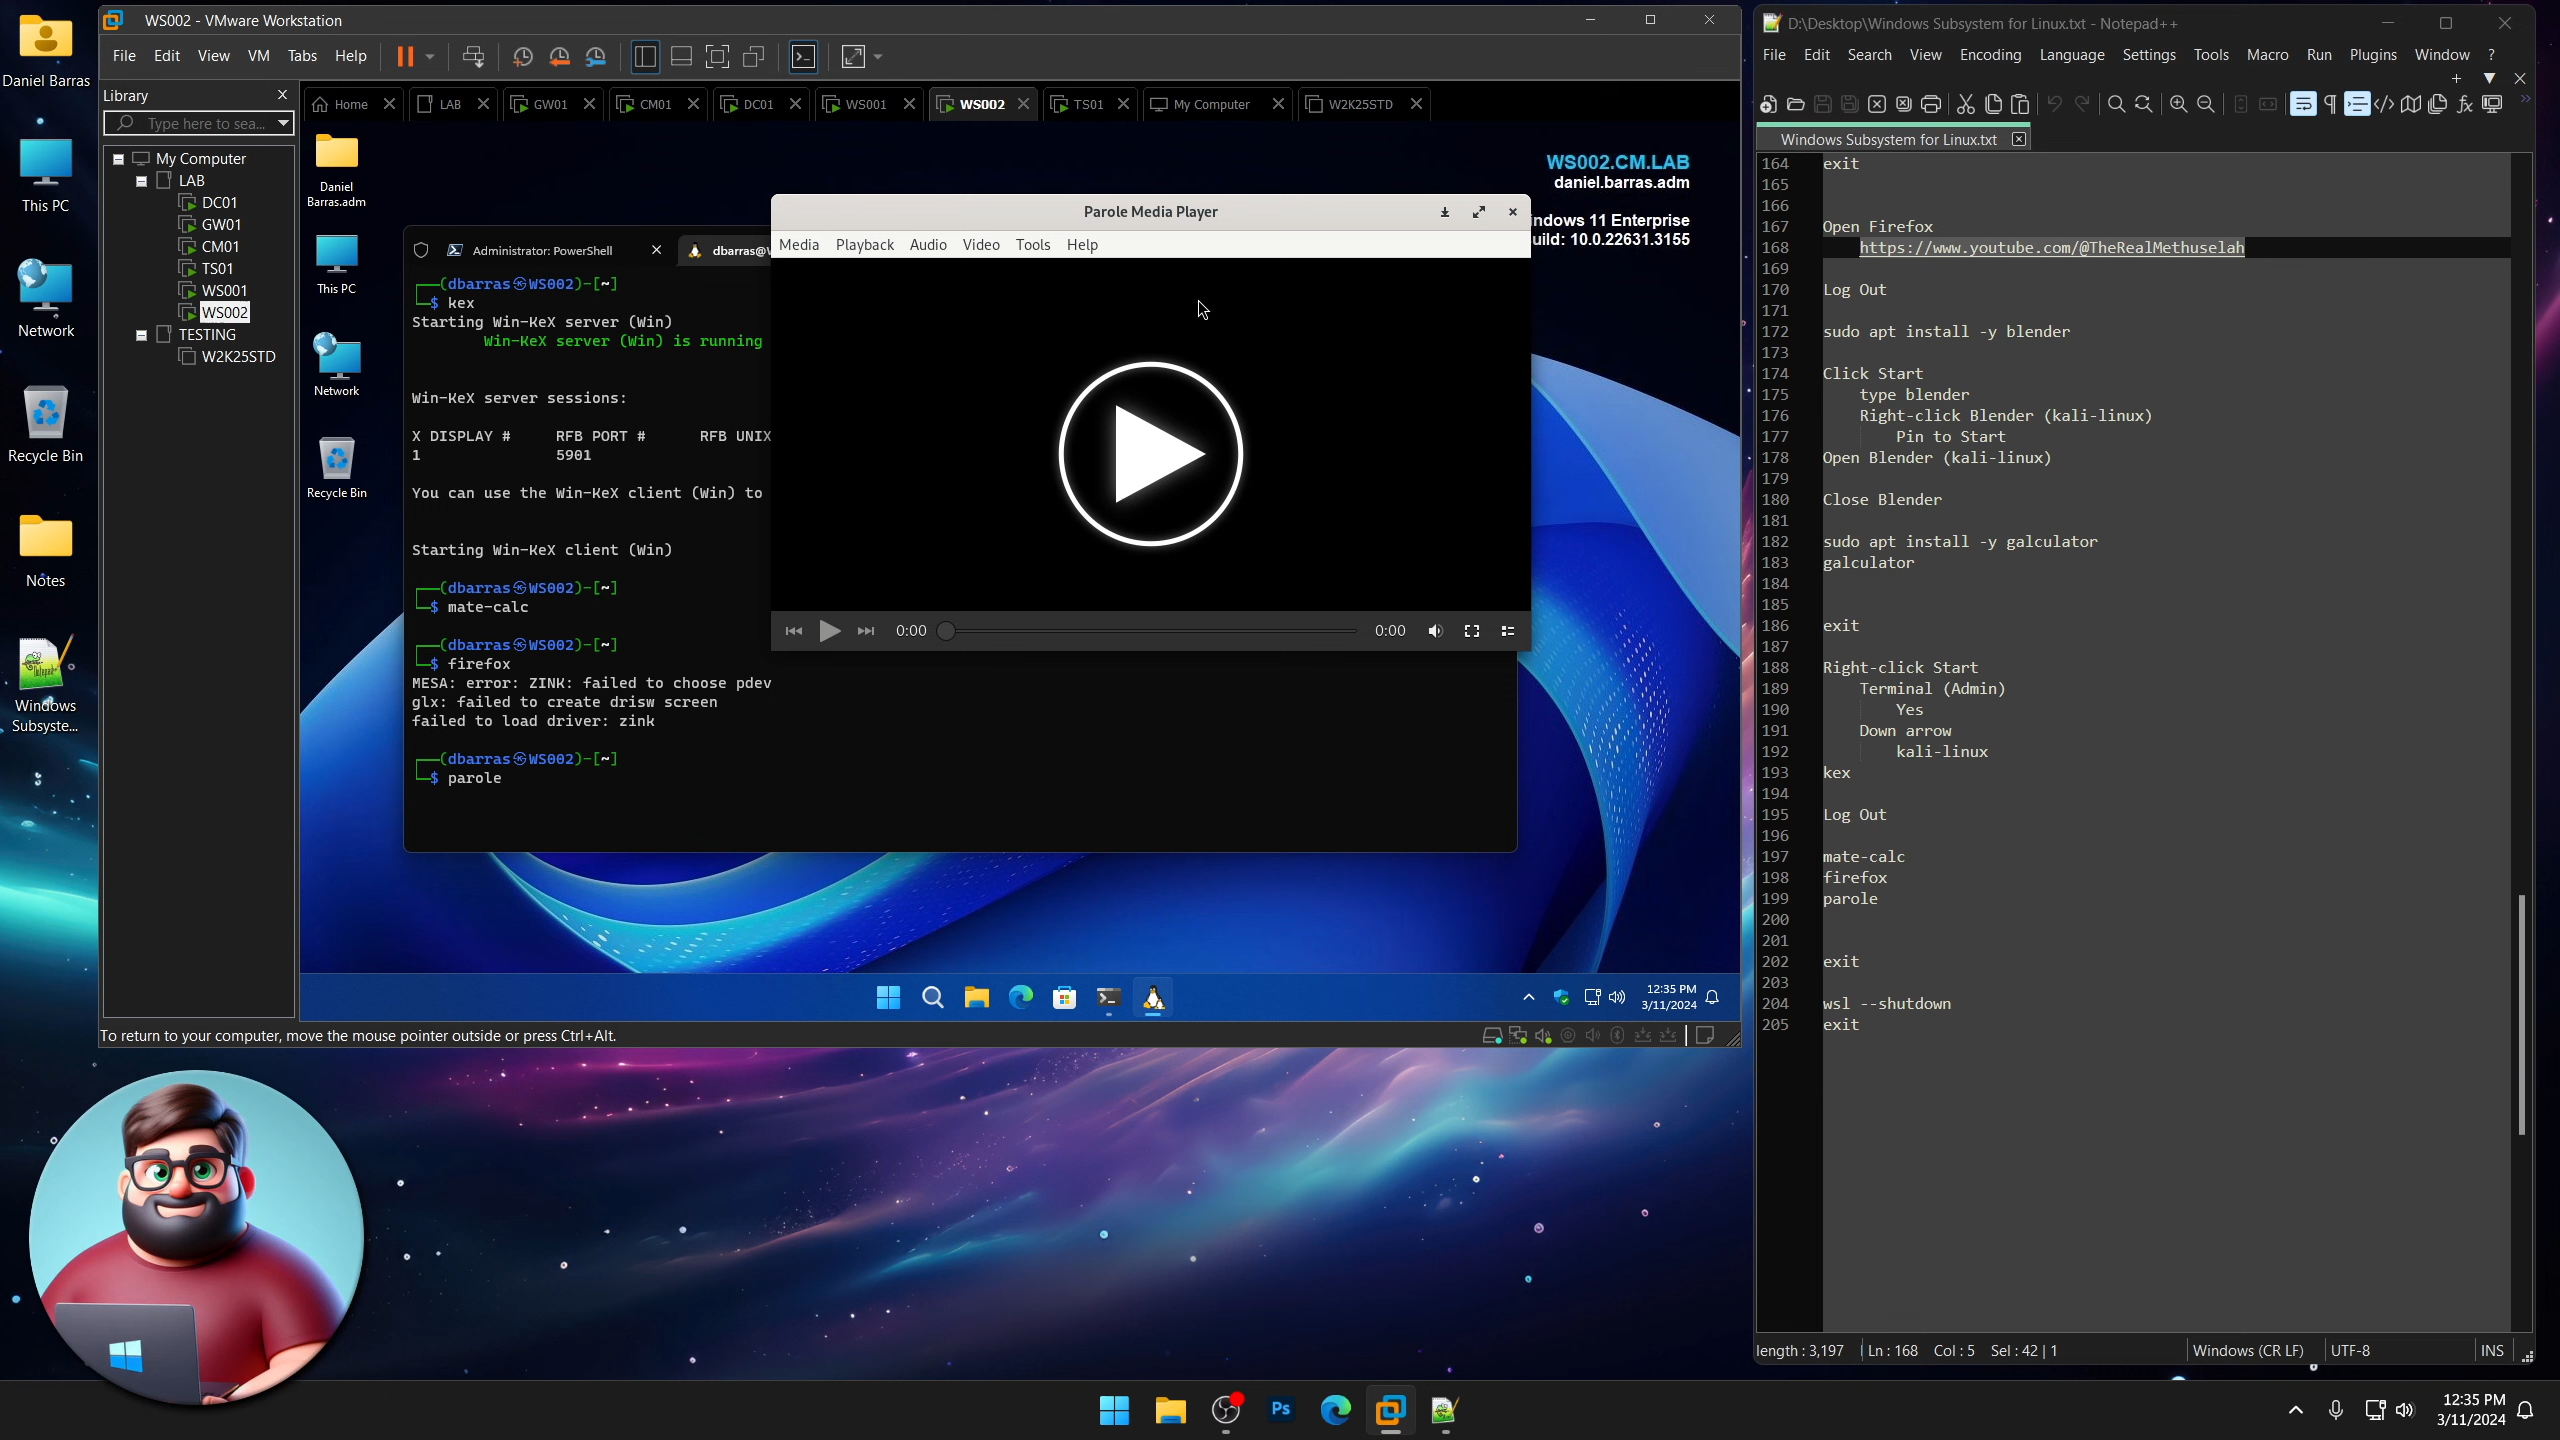 Daniel Barras
This PC
Network
Recycle Bin
Notes
Windows
Subsyste...
WS002 - VMware Workstation
File Edit View VM Tabs Help
Library
Type here to sea...
My Computer
LAB
DC01
GW01
CM01
TS01
WS001
WS002
TESTING
W2K25STD
Home LAB GW01 CM01 DC01 WS001 WS002 TS01 My Computer W2K25STD
Daniel
Barras.adm
This PC
Network
Recycle Bin
WS002.CM.LAB
daniel.barras.adm
indows 11 Enterprise
uild: 10.0.22631.3155
Administrator: PowerShell
dbarras@
(dbarras㉿WS002)-[~]
$ kex
Starting Win-KeX server (Win)
Win-KeX server (Win) is running
Win-KeX server sessions:
X DISPLAY # RFB PORT # RFB UNIX
1 5901
You can use the Win-KeX client (Win) to
Starting Win-KeX client (Win)
(dbarras㉿WS002)-[~]
$ mate-calc
(dbarras㉿WS002)-[~]
$ firefox
MESA: error: ZINK: failed to choose pdev
glx: failed to create drisw screen
failed to load driver: zink
(dbarras㉿WS002)-[~]
$ parole
Parole Media Player
Media Playback Audio Video Tools Help
0:00 0:00
12:35 PM
3/11/2024
To return to your computer, move the mouse pointer outside or press Ctrl+Alt.
D:\Desktop\Windows Subsystem for Linux.txt - Notepad++
File Edit Search View Encoding Language Settings Tools Macro Run Plugins Window ?
Windows Subsystem for Linux.txt
164 exit
165
166
167 Open Firefox
168 https://www.youtube.com/@TheRealMethuselah
169
170 Log Out
171
172 sudo apt install -y blender
173
174 Click Start
175 type blender
176 Right-click Blender (kali-linux)
177 Pin to Start
178 Open Blender (kali-linux)
179
180 Close Blender
181
182 sudo apt install -y galculator
183 galculator
184
185
186 exit
187
188 Right-click Start
189 Terminal (Admin)
190 Yes
191 Down arrow
192 kali-linux
193 kex
194
195 Log Out
196
197 mate-calc
198 firefox
199 parole
200
201
202 exit
203
204 wsl --shutdown
205 exit
length : 3,197 Ln : 168 Col : 5 Sel : 42 | 1 Windows (CR LF) UTF-8 INS
Ps
12:35 PM
3/11/2024